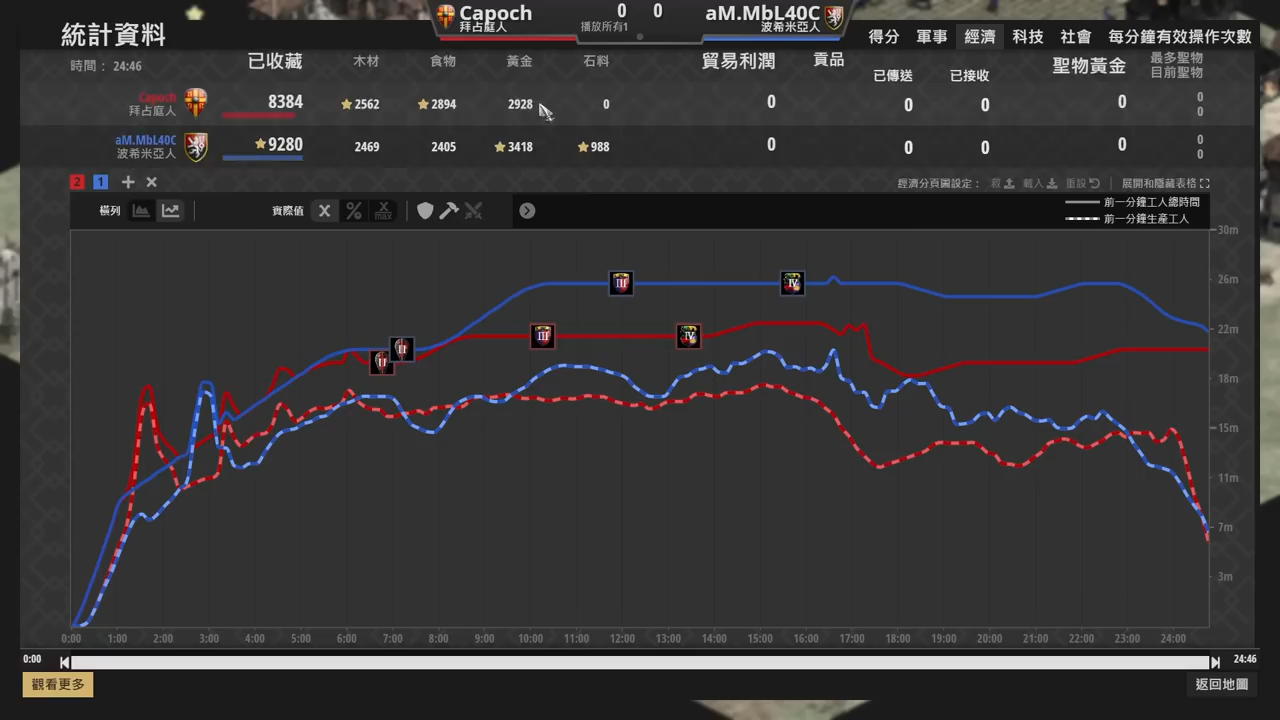 Capoch
拜占庭人
0
0
播放所有1
aM.MbL40C
波希米亞人
統計資料
得分
軍事
經濟
科技
社會
每分鐘有效操作次數
時間：24:46
已收藏
木材
食物
黃金
石料
貿易利潤
貢品
已傳送
已接收
聖物黃金
最多聖物
目前聖物
Capoch
拜占庭人
8384
2562
2894
2928
0
0
0
0
0
0
0
aM.MbL40C
波希米亞人
9280
2469
2405
3418
988
0
0
0
0
0
0
2
1
經濟分頁圖設定：
載入
重設
展開和隱藏表格
橫列
實際值
X
%
X
max
前一分鐘工人總時間
前一分鐘生產工人
30m
26m
22m
18m
15m
11m
7m
3m
III
IV
III
IV
II
II
0:00
1:00
2:00
3:00
4:00
5:00
6:00
7:00
8:00
9:00
10:00
11:00
12:00
13:00
14:00
15:00
16:00
17:00
18:00
19:00
20:00
21:00
22:00
23:00
24:00
0:00
24:46
觀看更多
返回地圖